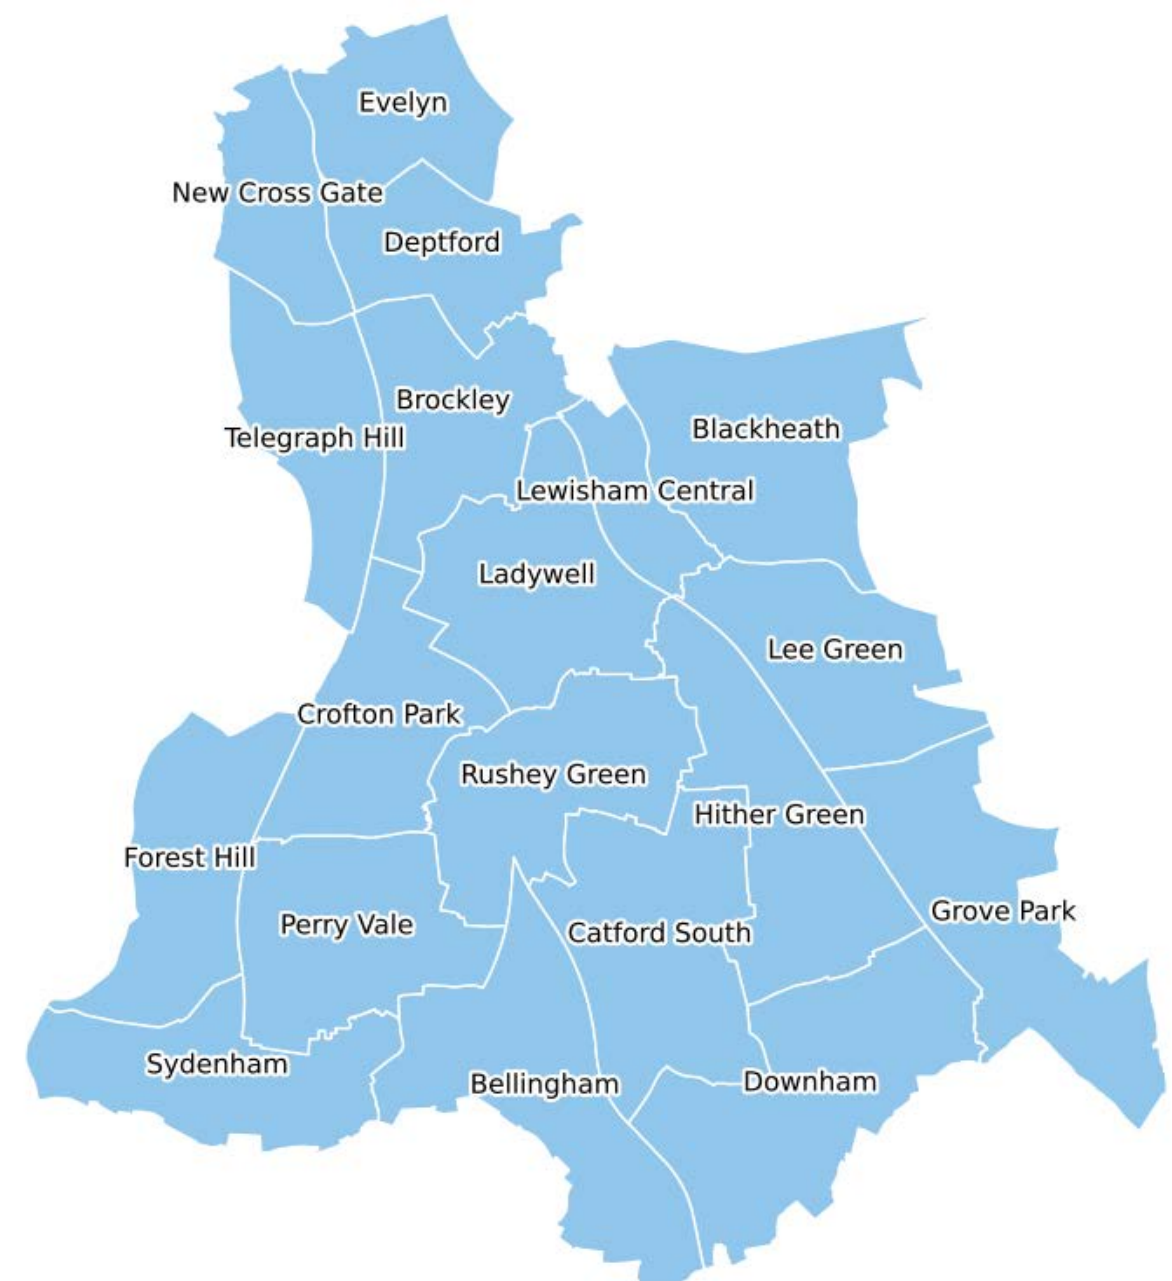 Evelyn
New Cross Gate
Deptford
Brockley
Blackheath
Telegraph Hill
Lewisham Central
Ladywell
Lee Green
Crofton Park
Rushey Green
Hither Green
Forest Hill
Grove Park
Perry Vale
Catford South
Sydenham
Downham
Bellingham